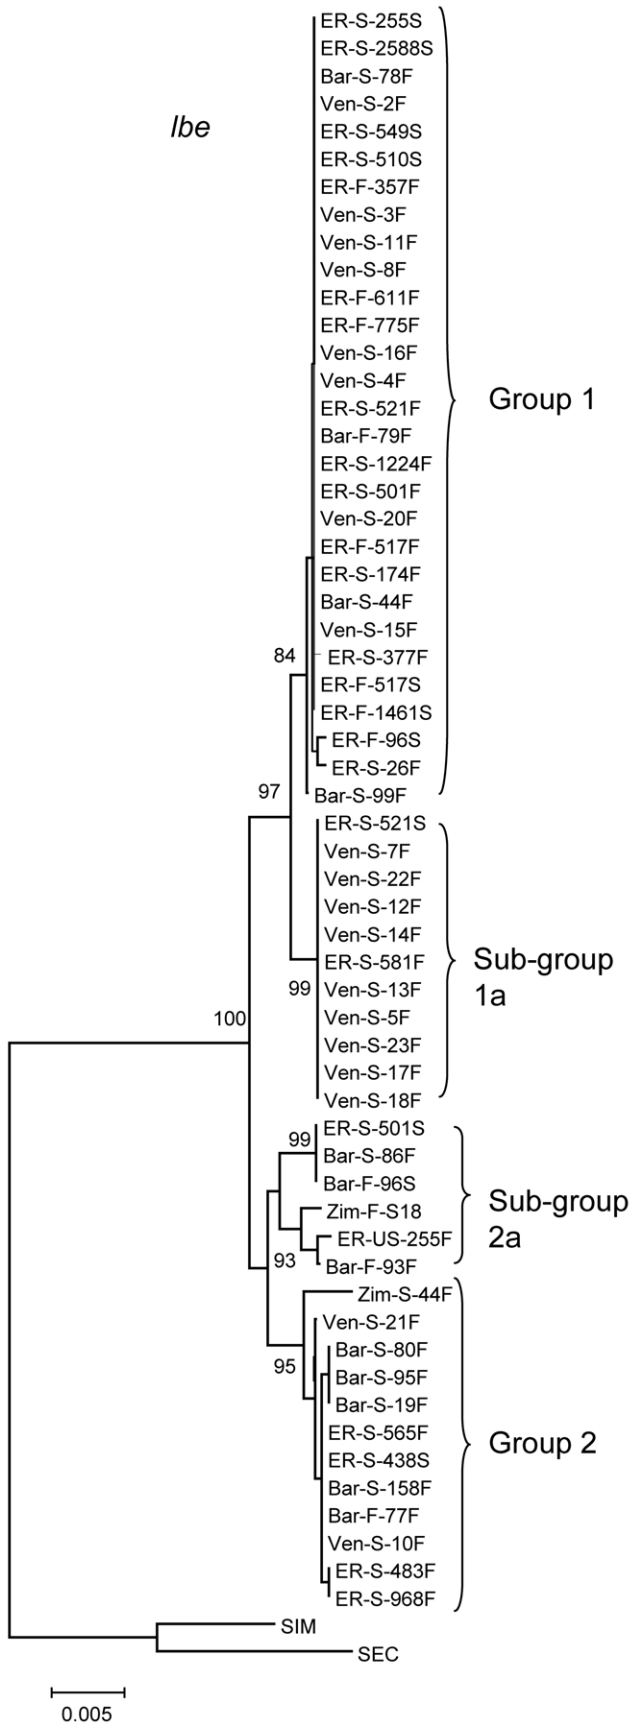 lbe
ER-S-255S
ER-S-2588S
Bar-S-78F
Ven-S-2F
ER-S-549S
ER-S-510S
ER-F-357F
Ven-S-3F
Ven-S-11F
Ven-S-8F
ER-F-611F
ER-F-775F
Ven-S-16F
Ven-S-4F
ER-S-521F
Bar-F-79F
ER-S-1224F
ER-S-501F
Ven-S-20F
ER-F-517F
ER-S-174F
Bar-S-44F
Ven-S-15F
ER-S-377F
ER-F-517S
ER-F-1461S
ER-F-96S
ER-S-26F
Bar-S-99F
Group 1
84
97
ER-S-521S
Ven-S-7F
Ven-S-22F
Ven-S-12F
Ven-S-14F
ER-S-581F
Ven-S-13F
Ven-S-5F
Ven-S-23F
Ven-S-17F
Ven-S-18F
Sub-group
1a
99
100
ER-S-501S
Bar-S-86F
Bar-F-96S
Zim-F-S18
ER-US-255F
Bar-F-93F
Sub-group
2a
99
93
Zim-S-44F
Ven-S-21F
Bar-S-80F
Bar-S-95F
Bar-S-19F
ER-S-565F
ER-S-438S
Bar-S-158F
Bar-F-77F
Ven-S-10F
ER-S-483F
ER-S-968F
Group 2
95
SIM
SEC
0.005